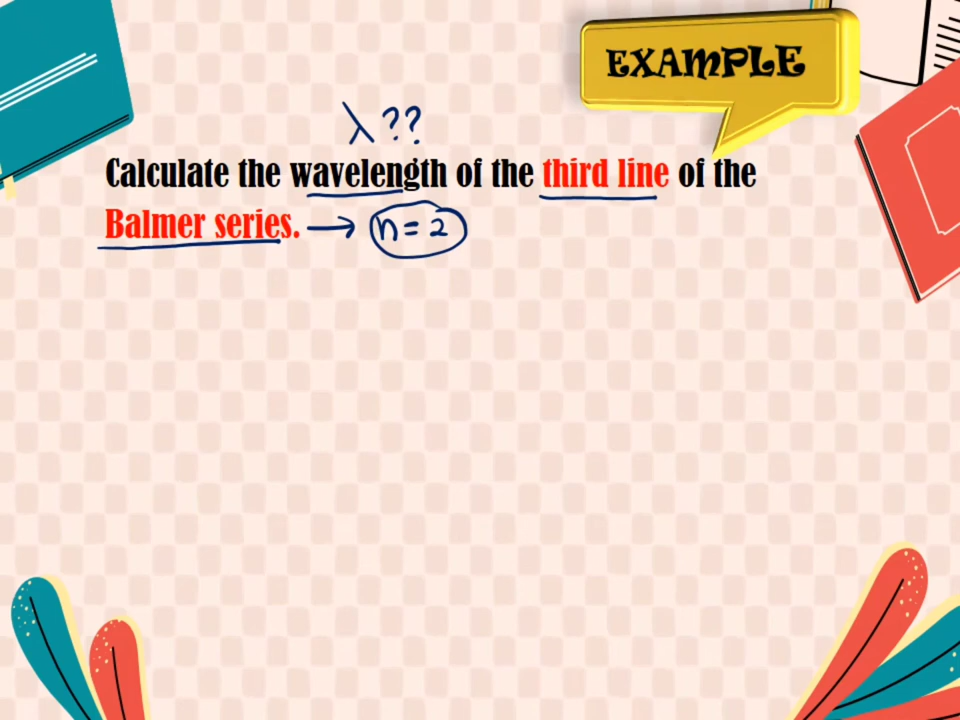 EXAMPLE
λ ??
Calculate the wavelength of the third line of the
Balmer series. → n = 2